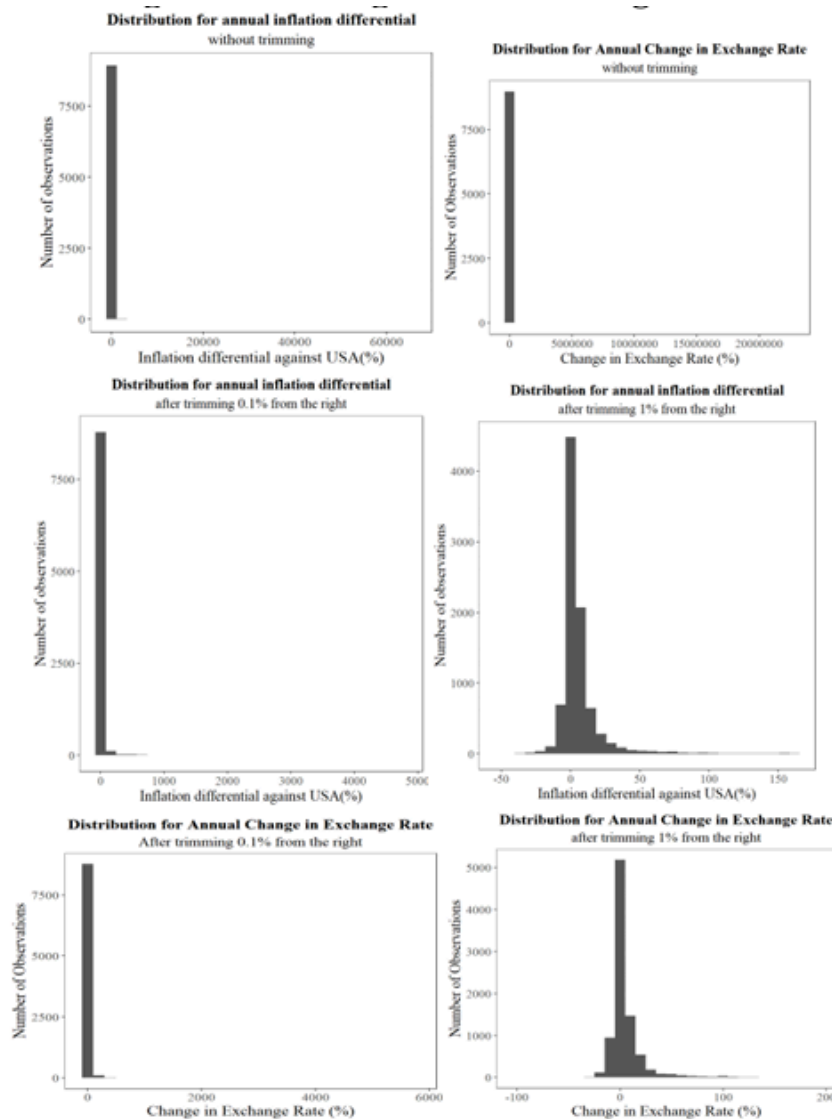 Distribution for annual inflation differential
without trimming
7500
5000
2500
0
Number of observations
0 20000 40000 60000
Inflation differential against USA(%)
Distribution for Annual Change in Exchange Rate
without trimming
7500
5000
2500
0
Number of Observations
0 5000000 10000000 15000000 20000000
Change in Exchange Rate (%)
Distribution for annual inflation differential
after trimming 0.1% from the right
7500
5000
2500
0
Number of observations
0 1000 2000 3000 4000
Inflation differential against USA(%)
Distribution for annual inflation differential
after trimming 1% from the right
4000
3000
2000
1000
0
Number of observations
-50 0 50 100 150
Inflation differential against USA(%)
Distribution for Annual Change in Exchange Rate
After trimming 0.1% from the right
7500
5000
2500
0
Number of Observations
0 2000 4000 6000
Change in Exchange Rate (%)
Distribution for Annual Change in Exchange Rate
after trimming 1% from the right
5000
4000
3000
2000
1000
0
Number of Observations
-100 0 100
Change in Exchange Rate (%)